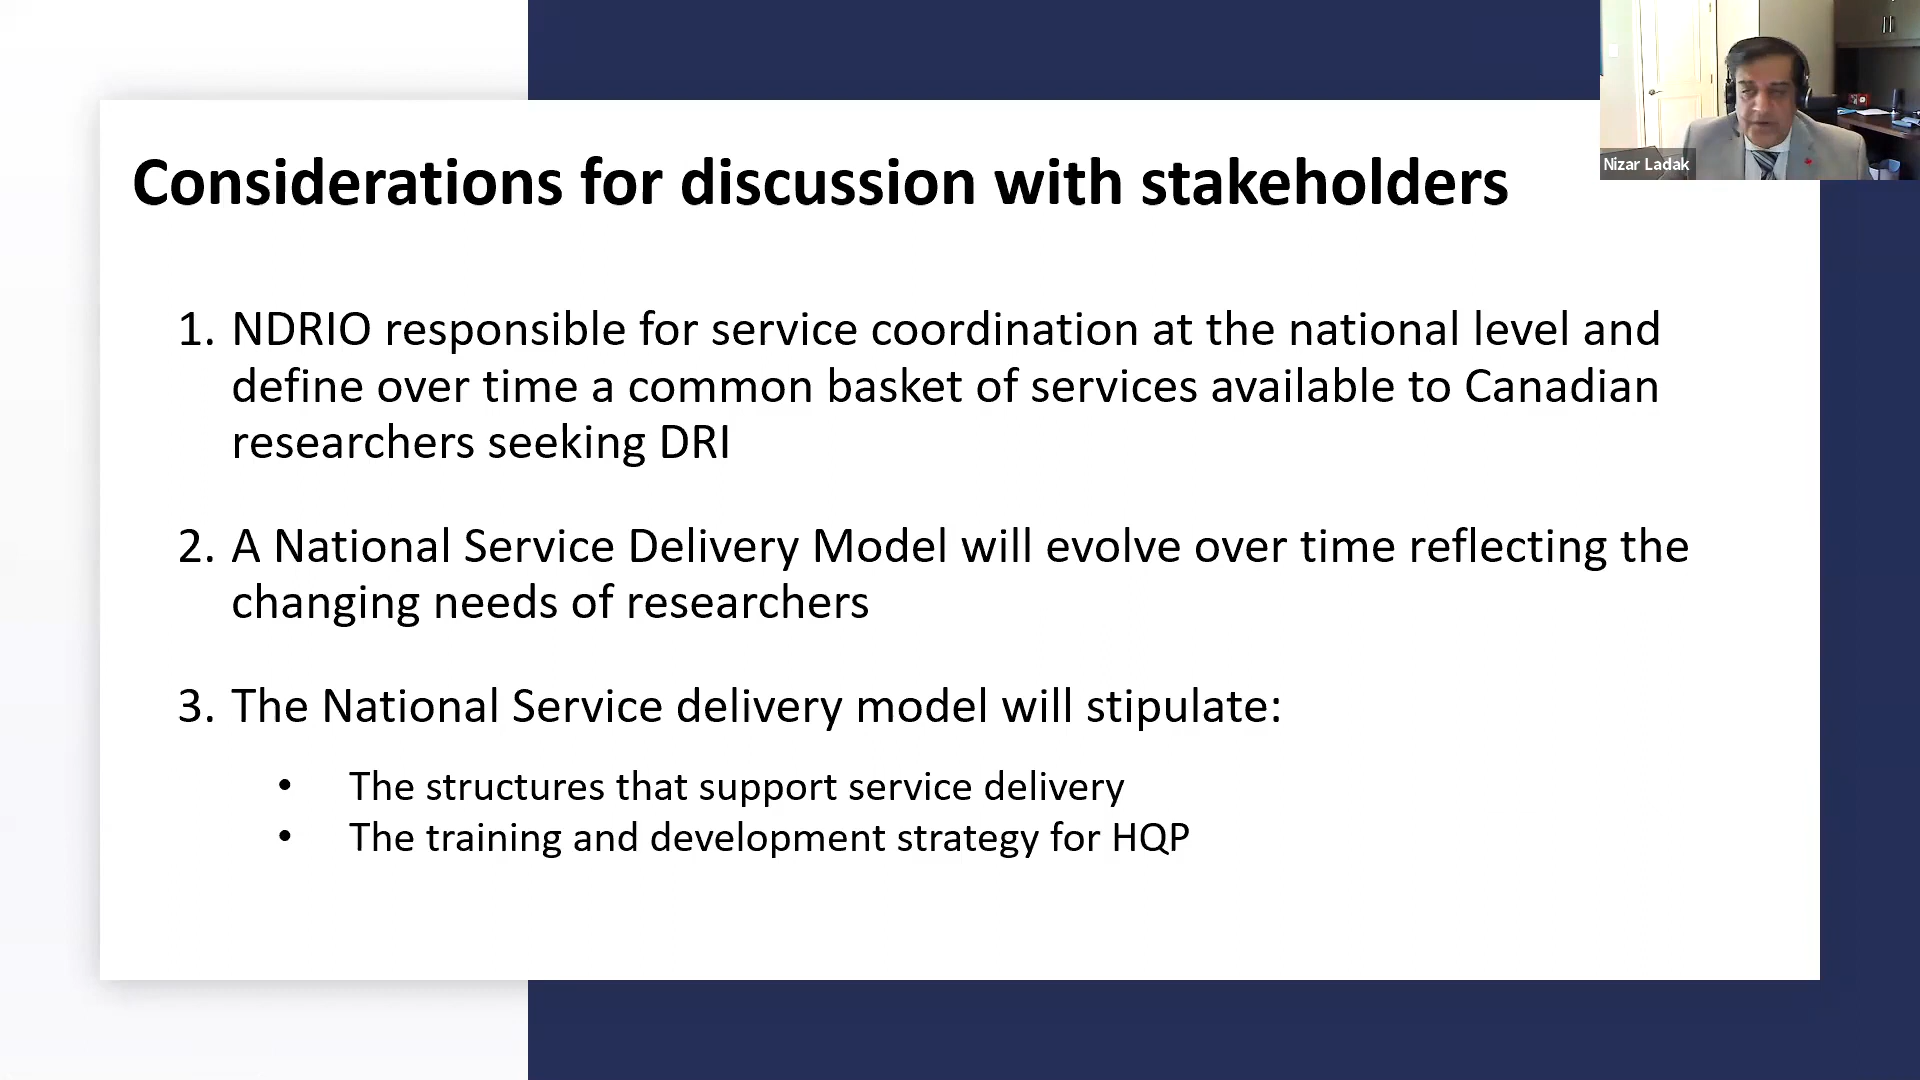 Nizar Ladak
Considerations for discussion with stakeholders
1. NDRIO responsible for service coordination at the national level and
define over time a common basket of services available to Canadian
researchers seeking DRI
2. A National Service Delivery Model will evolve over time reflecting the
changing needs of researchers
3. The National Service delivery model will stipulate:
• The structures that support service delivery
• The training and development strategy for HQP